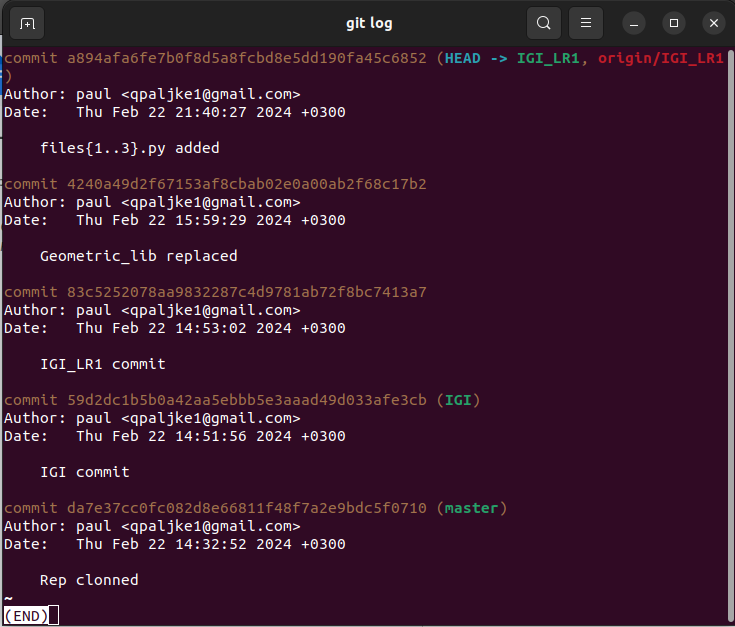 git log
commit a894afa6fe7b0f8d5a8fcbd8e5dd190fa45c6852 (HEAD -> IGI_LR1, origin/IGI_LR1
)
Author: paul <qpaljke1@gmail.com>
Date:   Thu Feb 22 21:40:27 2024 +0300
files{1..3}.py added
commit 4240a49d2f67153af8cbab02e0a00ab2f68c17b2
Author: paul <qpaljke1@gmail.com>
Date:   Thu Feb 22 15:59:29 2024 +0300
Geometric_lib replaced
commit 83c5252078aa9832287c4d9781ab72f8bc7413a7
Author: paul <qpaljke1@gmail.com>
Date:   Thu Feb 22 14:53:02 2024 +0300
IGI_LR1 commit
commit 59d2dc1b5b0a42aa5ebbb5e3aaad49d033afe3cb (IGI)
Author: paul <qpaljke1@gmail.com>
Date:   Thu Feb 22 14:51:56 2024 +0300
IGI commit
commit da7e37cc0fc082d8e66811f48f7a2e9bdc5f0710 (master)
Author: paul <qpaljke1@gmail.com>
Date:   Thu Feb 22 14:32:52 2024 +0300
Rep clonned
~
(END)